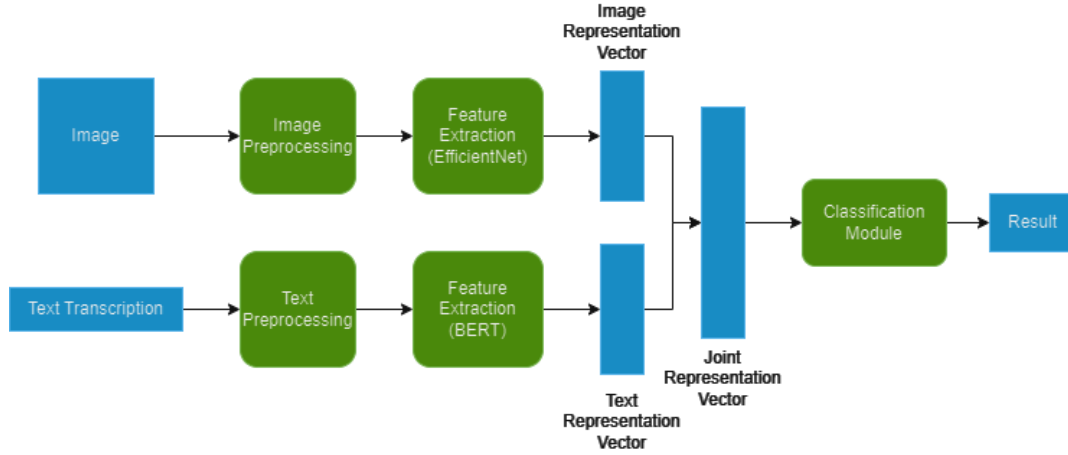 Image
Representation
Vector
Image
Image
Preprocessing
Feature
Extraction
(EfficientNet)
Classification
Module
Result
Text Transcription
Text
Preprocessing
Feature
Extraction
(BERT)
Joint
Representation
Vector
Text
Representation
Vector